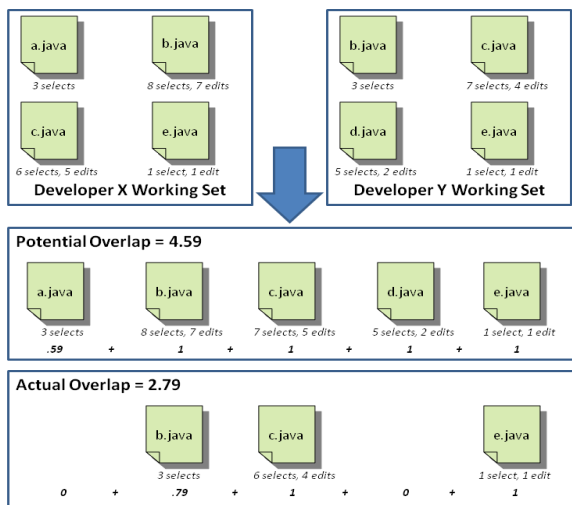 a.java
b.java
3 selects
8 selects, 7 edits
c.java
e.java
6 selects, 5 edits
1 select, 1 edit
Developer X Working Set
b.java
c.java
3 selects
7 selects, 4 edits
d.java
e.java
5 selects, 2 edits
1 select, 1 edit
Developer Y Working Set
Potential Overlap = 4.59
a.java
b.java
c.java
d.java
e.java
3 selects
8 selects, 7 edits
7 selects, 5 edits
5 selects, 2 edits
1 select, 1 edit
.59 + 1 + 1 + 1 + 1
Actual Overlap = 2.79
b.java
c.java
e.java
3 selects
6 selects, 4 edits
1 select, 1 edit
0 + .79 + 1 + 0 + 1